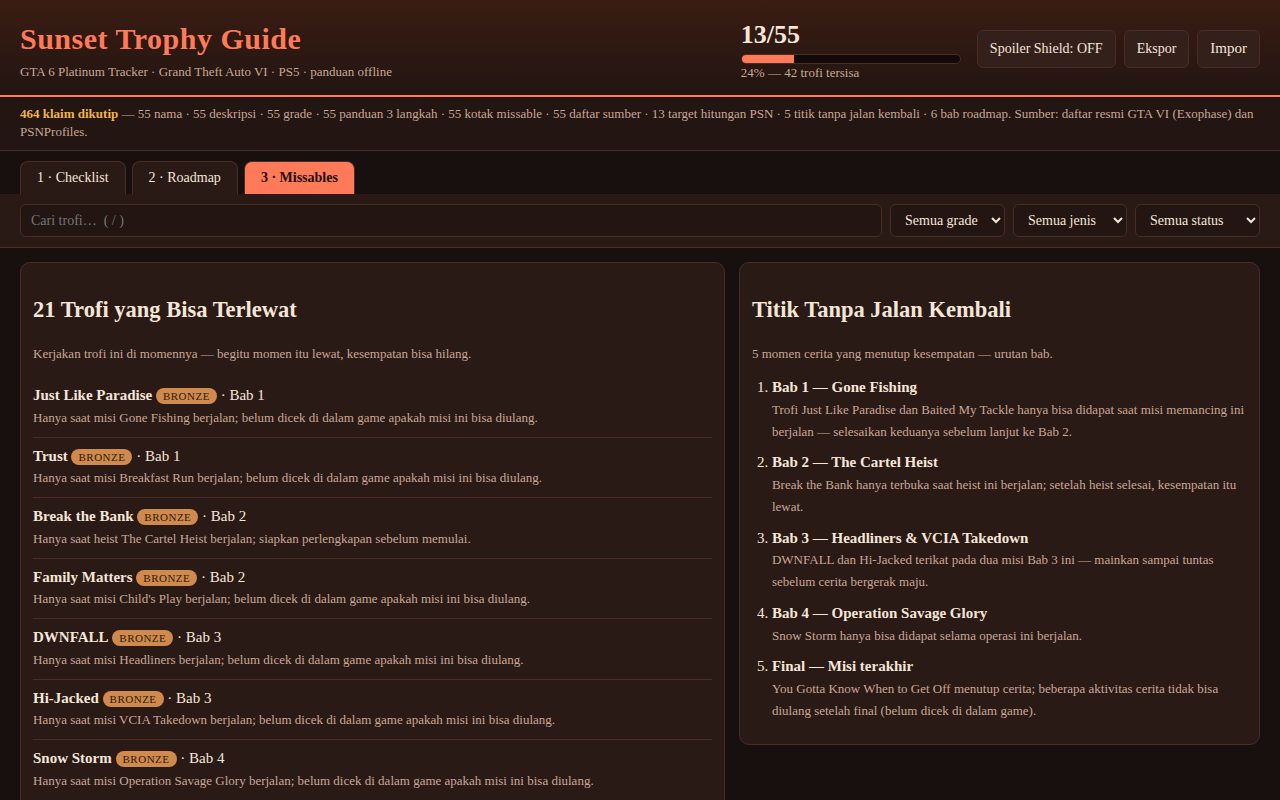 Sunset Trophy Guide
GTA 6 Platinum Tracker · Grand Theft Auto VI · PS5 · panduan offline
13/55
24% — 42 trofi tersisa
Spoiler Shield: OFF
Ekspor
Impor
464 klaim dikutip — 55 nama · 55 deskripsi · 55 grade · 55 panduan 3 langkah · 55 kotak missable · 55 daftar sumber · 13 target hitungan PSN · 5 titik tanpa jalan kembali · 6 bab roadmap. Sumber: daftar resmi GTA VI (Exophase) dan
PSNProfiles.
1 · Checklist
2 · Roadmap
3 · Missables
Cari trofi… ( / )
Semua grade
Semua jenis
Semua status
21 Trofi yang Bisa Terlewat
Kerjakan trofi ini di momennya — begitu momen itu lewat, kesempatan bisa hilang.
Just Like Paradise BRONZE · Bab 1
Hanya saat misi Gone Fishing berjalan; belum dicek di dalam game apakah misi ini bisa diulang.
Trust BRONZE · Bab 1
Hanya saat misi Breakfast Run berjalan; belum dicek di dalam game apakah misi ini bisa diulang.
Break the Bank BRONZE · Bab 2
Hanya saat heist The Cartel Heist berjalan; siapkan perlengkapan sebelum memulai.
Family Matters BRONZE · Bab 2
Hanya saat misi Child's Play berjalan; belum dicek di dalam game apakah misi ini bisa diulang.
DWNFALL BRONZE · Bab 3
Hanya saat misi Headliners berjalan; belum dicek di dalam game apakah misi ini bisa diulang.
Hi-Jacked BRONZE · Bab 3
Hanya saat misi VCIA Takedown berjalan; belum dicek di dalam game apakah misi ini bisa diulang.
Snow Storm BRONZE · Bab 4
Hanya saat misi Operation Savage Glory berjalan; belum dicek di dalam game apakah misi ini bisa diulang.
Titik Tanpa Jalan Kembali
5 momen cerita yang menutup kesempatan — urutan bab.
1. Bab 1 — Gone Fishing
Trofi Just Like Paradise dan Baited My Tackle hanya bisa didapat saat misi memancing ini
berjalan — selesaikan keduanya sebelum lanjut ke Bab 2.
2. Bab 2 — The Cartel Heist
Break the Bank hanya terbuka saat heist ini berjalan; setelah heist selesai, kesempatan itu
lewat.
3. Bab 3 — Headliners & VCIA Takedown
DWNFALL dan Hi-Jacked terikat pada dua misi Bab 3 ini — mainkan sampai tuntas
sebelum cerita bergerak maju.
4. Bab 4 — Operation Savage Glory
Snow Storm hanya bisa didapat selama operasi ini berjalan.
5. Final — Misi terakhir
You Gotta Know When to Get Off menutup cerita; beberapa aktivitas cerita tidak bisa
diulang setelah final (belum dicek di dalam game).